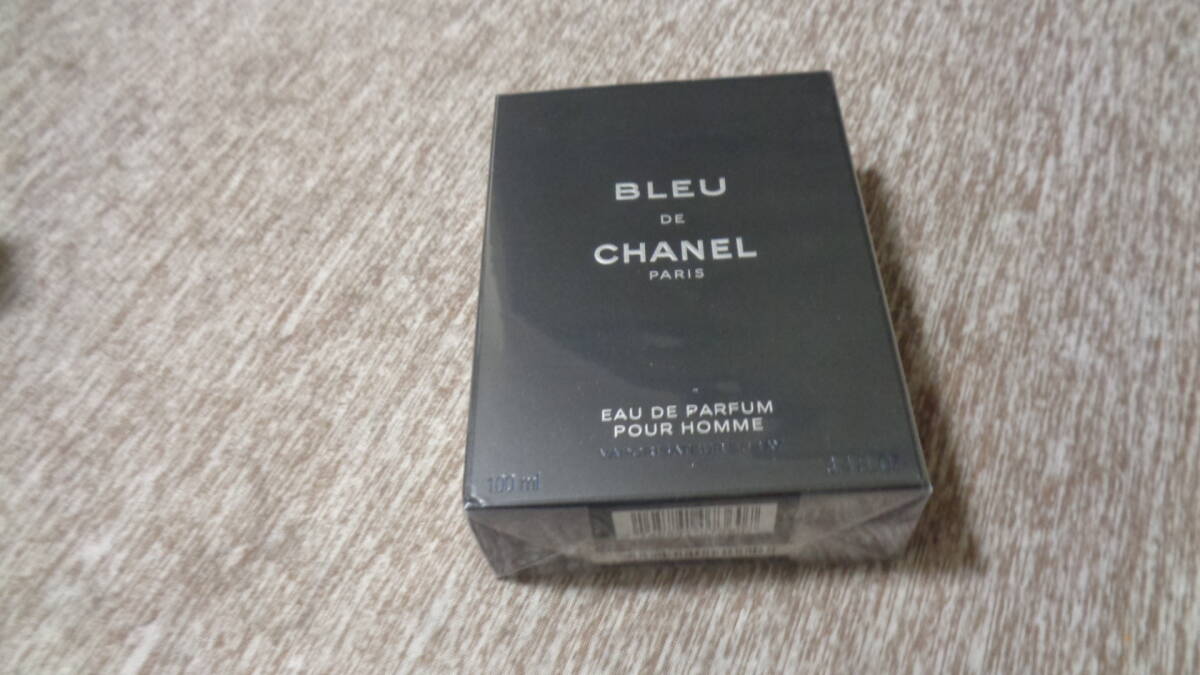 BLEU
DE
CHANEL
PARIS
EAU DE PARFUM
POUR HOMME
100 ml